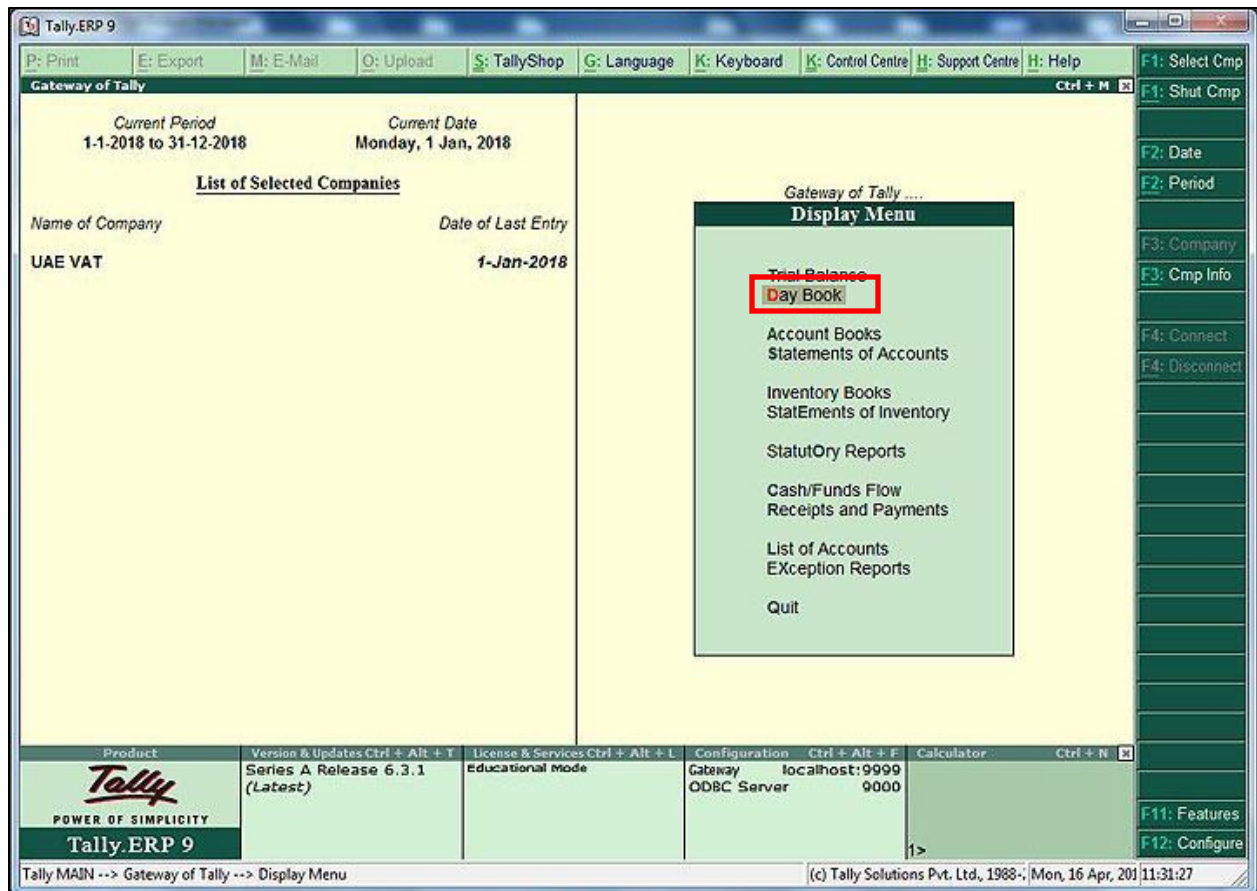 Tally.ERP 9
P: Print E: Export M: E-Mail O: Upload S: TallyShop G: Language K: Keyboard K: Control Centre H: Support Centre H: Help
Gateway of Tally Ctrl + M
Current Period Current Date
1-1-2018 to 31-12-2018 Monday, 1 Jan, 2018
List of Selected Companies
Name of Company Date of Last Entry
UAE VAT 1-Jan-2018
Gateway of Tally ....
Display Menu
Trial Balance
Day Book
Account Books
Statements of Accounts
Inventory Books
StatEments of Inventory
StatutOry Reports
Cash/Funds Flow
Receipts and Payments
List of Accounts
EXception Reports
Quit
F1: Select Cmp
F1: Shut Cmp
F2: Date
F2: Period
F3: Company
F3: Cmp Info
F4: Connect
F4: Disconnect
F11: Features
F12: Configure
Product
Tally
POWER OF SIMPLICITY
Tally.ERP 9
Version & Updates Ctrl + Alt + T
Series A Release 6.3.1
(Latest)
License & Services Ctrl + Alt + L
Educational Mode
Configuration Ctrl + Alt + F
Gateway localhost:9999
ODBC Server 9000
Calculator Ctrl + N
1>
Tally MAIN --> Gateway of Tally --> Display Menu (c) Tally Solutions Pvt. Ltd., 1988-: Mon, 16 Apr, 201 11:31:27